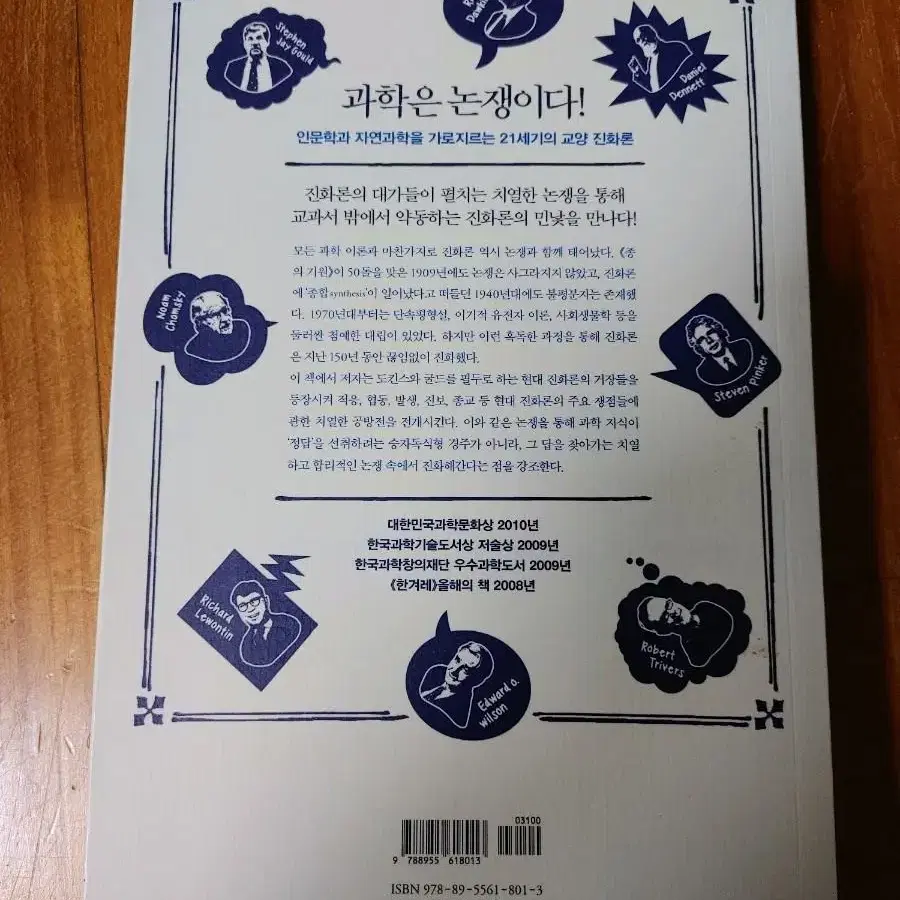 Stephen
Jay Gould
Daniel
Dennett
과학은 논쟁이다!
인문학과 자연과학을 가로지르는 21세기의 교양 진화론
진화론의 대가들이 펼치는 치열한 논쟁을 통해
교과서 밖에서 약동하는 진화론의 민낯을 만나다!
모든 과학 이론과 마찬가지로 진화론 역시 논쟁과 함께 태어났다. 《종
의 기원》이 50돌을 맞은 1909년에도 논쟁은 사그라지지 않았고, 진화론
에 '종합synthesis'이 일어났다고 떠들던 1940년대에도 불평분자는 존재했
다. 1970년대부터는 단속평형설, 이기적 유전자 이론, 사회생물학 등을
둘러싼 첨예한 대립이 있었다. 하지만 이런 혹독한 과정을 통해 진화론
은 지난 150년 동안 끊임없이 진화했다.
이 책에서 저자는 도킨스와 굴드를 필두로 하는 현대 진화론의 거장들을
등장시켜 적응, 협동, 발생, 진보, 종교 등 현대 진화론의 주요 쟁점들에
관한 치열한 공방전을 전개시킨다. 이와 같은 논쟁을 통해 과학 지식이
'정답'을 선취하려는 승자독식형 경주가 아니라, 그 답을 찾아가는 치열
하고 합리적인 논쟁 속에서 진화해간다는 점을 강조한다.
Noam
Chomsky
Steven Pinker
대한민국과학문화상 2010년
한국과학기술도서상 저술상 2009년
한국과학창의재단 우수과학도서 2009년
《한겨레》올해의 책 2008년
Richard
Lewontin
Edward O.
Wilson
Robert
Trivers
03100
9 788955 618013
ISBN 978-89-5561-801-3